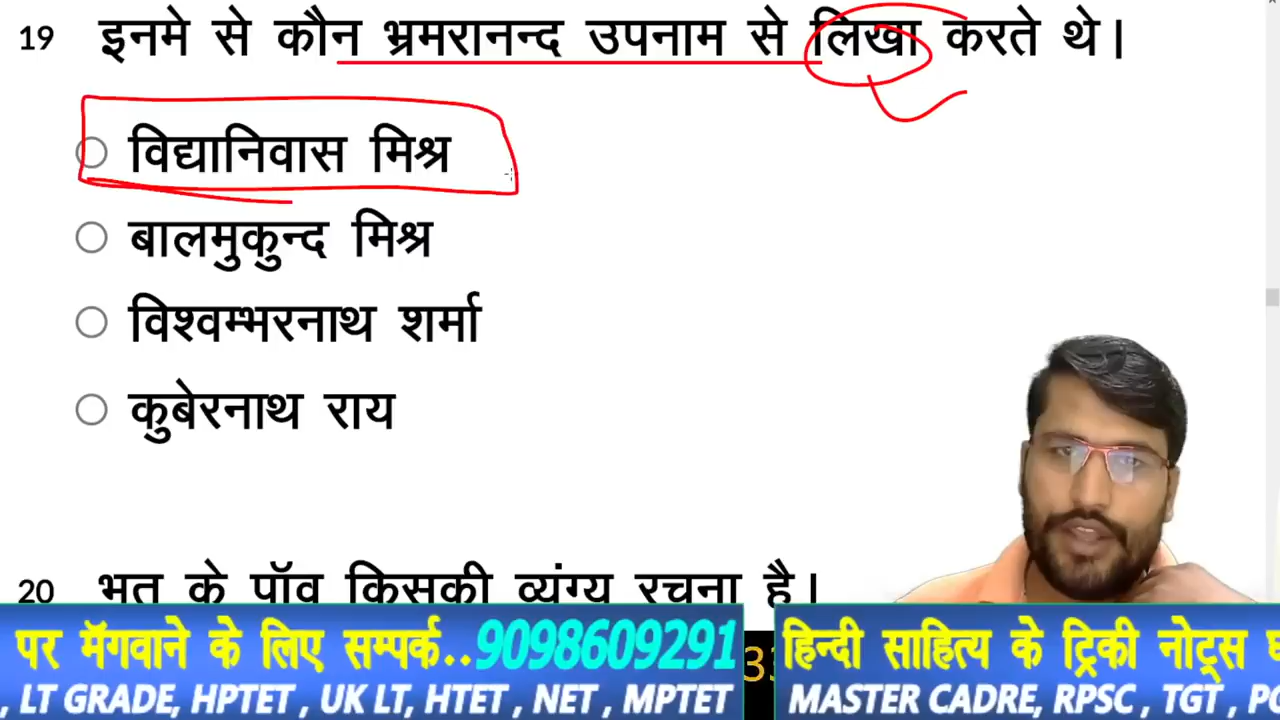 19 इनमे से कौन भ्रमरानन्द उपनाम से लिखा करते थे।
विद्यानिवास मिश्र
बालमुकुन्द मिश्र
विश्वम्भरनाथ शर्मा
कुबेरनाथ राय
20 भूत के पॉव किसकी व्यंग्य रचना है।
पर मॅगवाने के लिए सम्पर्क..9098609291
हिन्दी साहित्य के ट्रिकी नोट्स
, LT GRADE, HPTET , UK LT, HTET , NET , MPTET
MASTER CADRE, RPSC , TGT ,